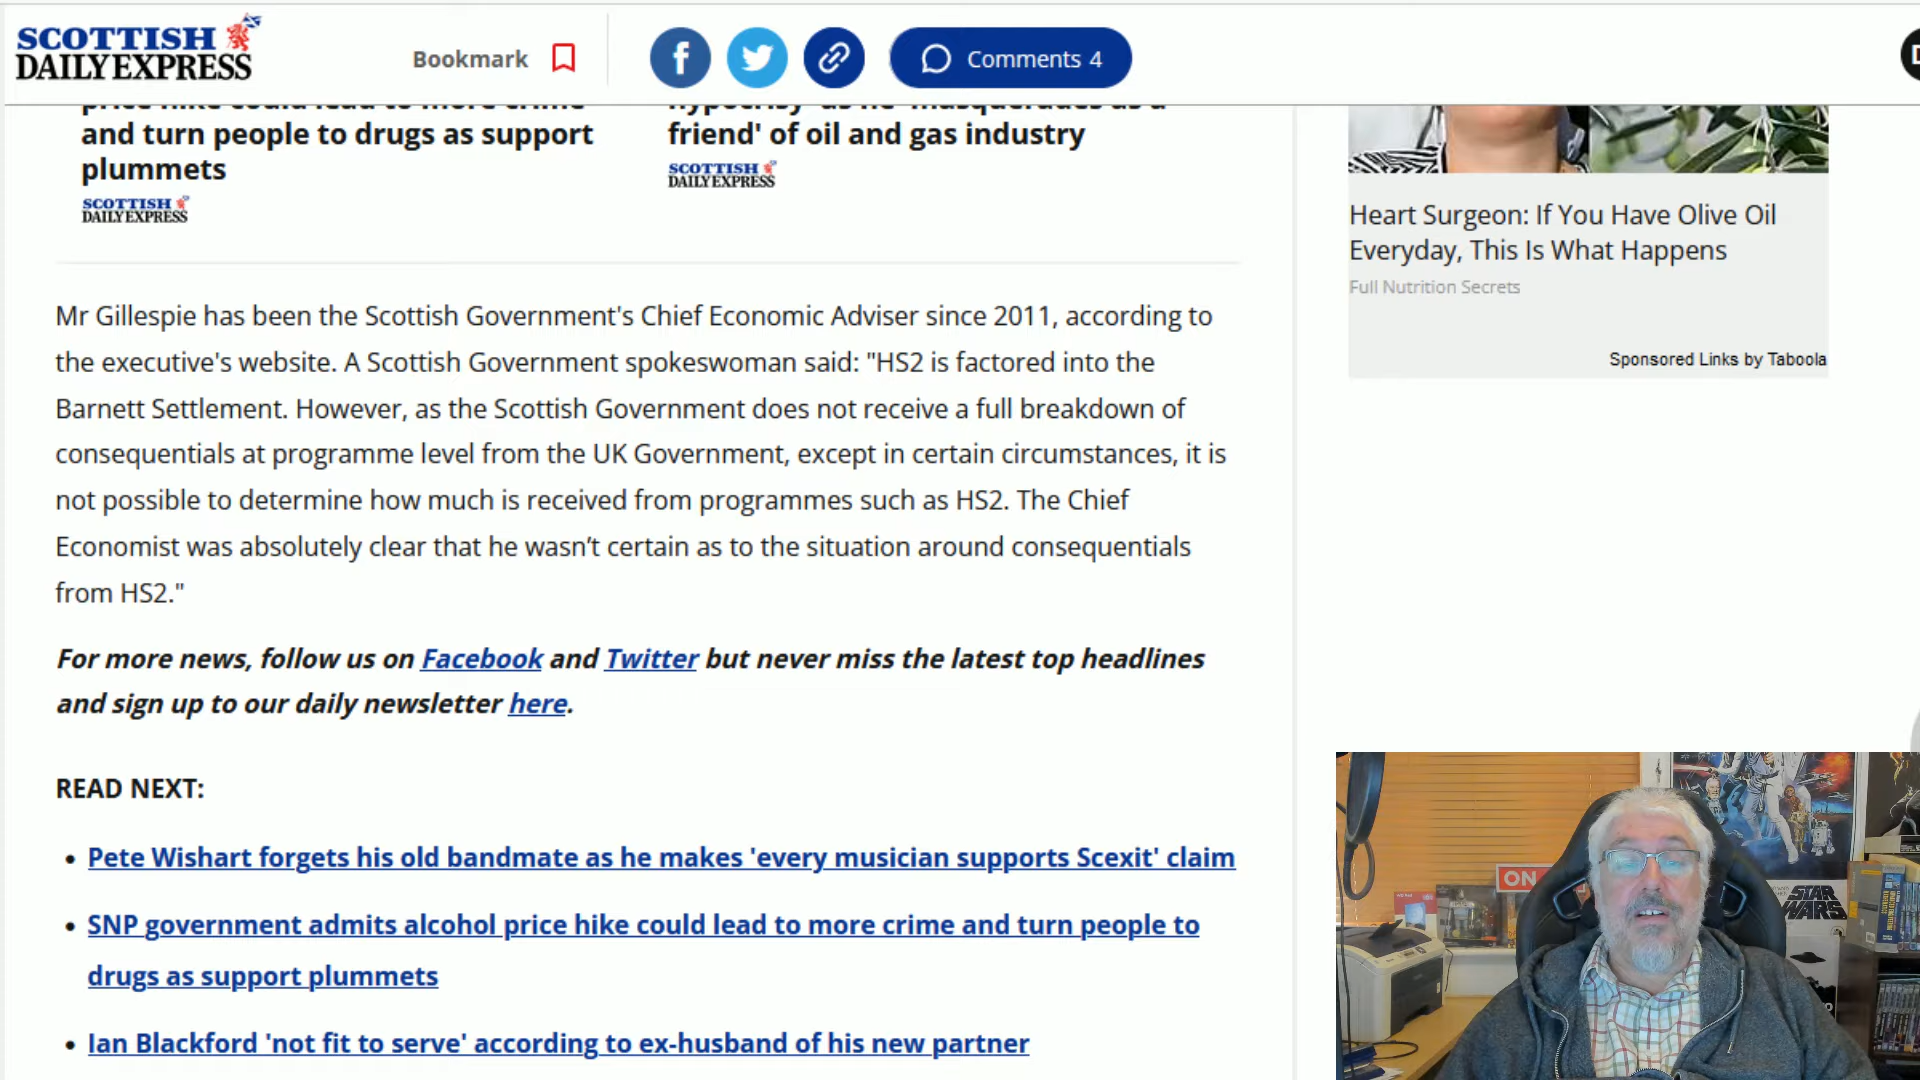 SCOTTISH
DAILY EXPRESS
Bookmark
Comments 4
price hike could lead to more crime
and turn people to drugs as support
plummets
SCOTTISH
DAILY EXPRESS
hypocrisy' as he 'masquerades as a
friend' of oil and gas industry
SCOTTISH
DAILY EXPRESS
Heart Surgeon: If You Have Olive Oil
Everyday, This Is What Happens
Full Nutrition Secrets
Sponsored Links by Taboola
Mr Gillespie has been the Scottish Government's Chief Economic Adviser since 2011, according to
the executive's website. A Scottish Government spokeswoman said: "HS2 is factored into the
Barnett Settlement. However, as the Scottish Government does not receive a full breakdown of
consequentials at programme level from the UK Government, except in certain circumstances, it is
not possible to determine how much is received from programmes such as HS2. The Chief
Economist was absolutely clear that he wasn't certain as to the situation around consequentials
from HS2."
For more news, follow us on Facebook and Twitter but never miss the latest top headlines
and sign up to our daily newsletter here.
READ NEXT:
• Pete Wishart forgets his old bandmate as he makes 'every musician supports Scexit' claim
• SNP government admits alcohol price hike could lead to more crime and turn people to
drugs as support plummets
• Ian Blackford 'not fit to serve' according to ex-husband of his new partner
ON
STAR
WARS